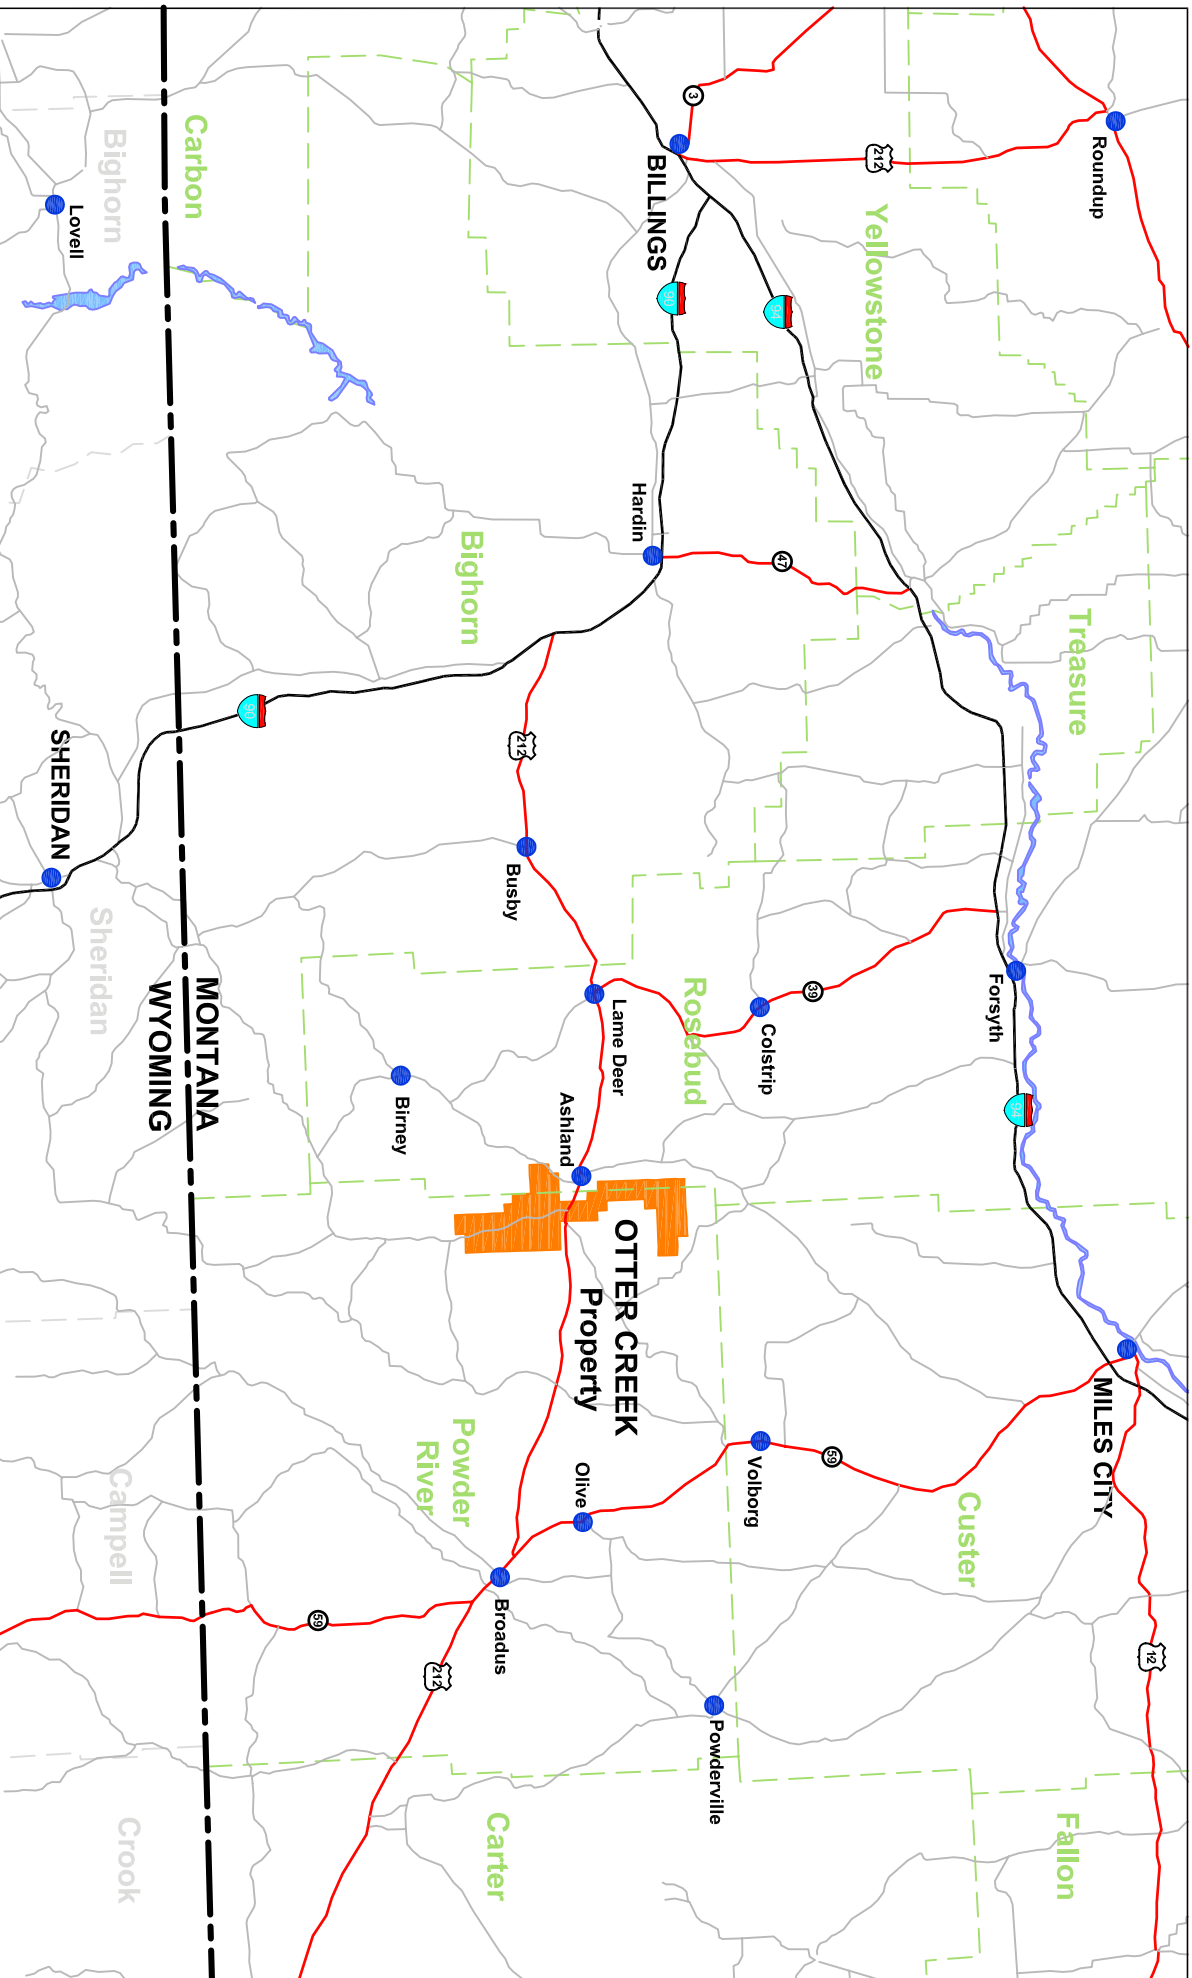 Roundup
3
212
BILLINGS
Yellowstone
94
90
Carbon
Bighorn
Lovell
Hardin
47
Treasure
Bighorn
90
212
SHERIDAN
Busby
Sheridan
Forsyth
39
Colstrip
Rosebud
Lame Deer
MONTANA
WYOMING
Birney
Ashland
94
OTTER CREEK
Property
MILES CITY
Volborg
59
Custer
Olive
Powder
River
Campell
Broadus
59
212
12
Powderville
Fallon
Carter
Crook